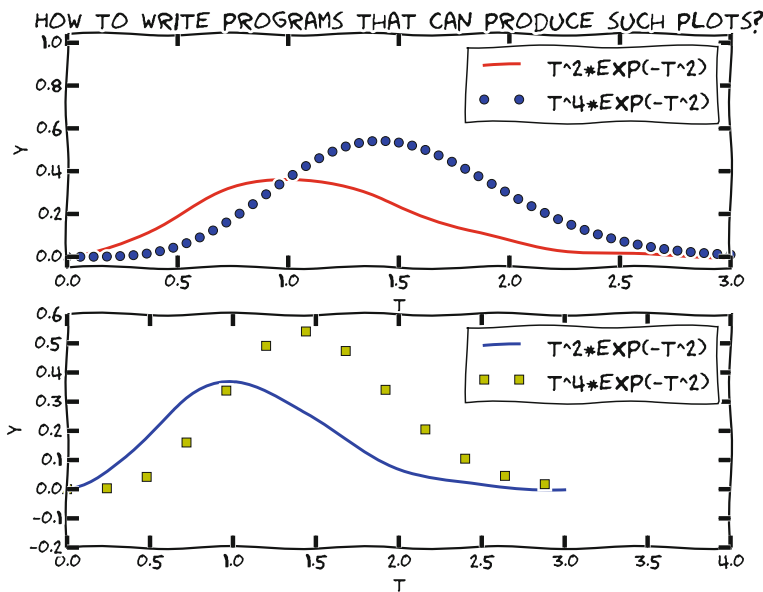 HOW TO WRITE PROGRAMS THAT CAN PRODUCE SUCH PLOTS?
1.0
0.8
0.6
0.4
0.2
0.0
Y
T^2*EXP(-T^2)
T^4*EXP(-T^2)
0.0 0.5 1.0 1.5 2.0 2.5 3.0
T
0.6
0.5
0.4
0.3
0.2
0.1
0.0
-0.1
-0.2
Y
T^2*EXP(-T^2)
T^4*EXP(-T^2)
0.0 0.5 1.0 1.5 2.0 2.5 3.0 3.5 4.0
T